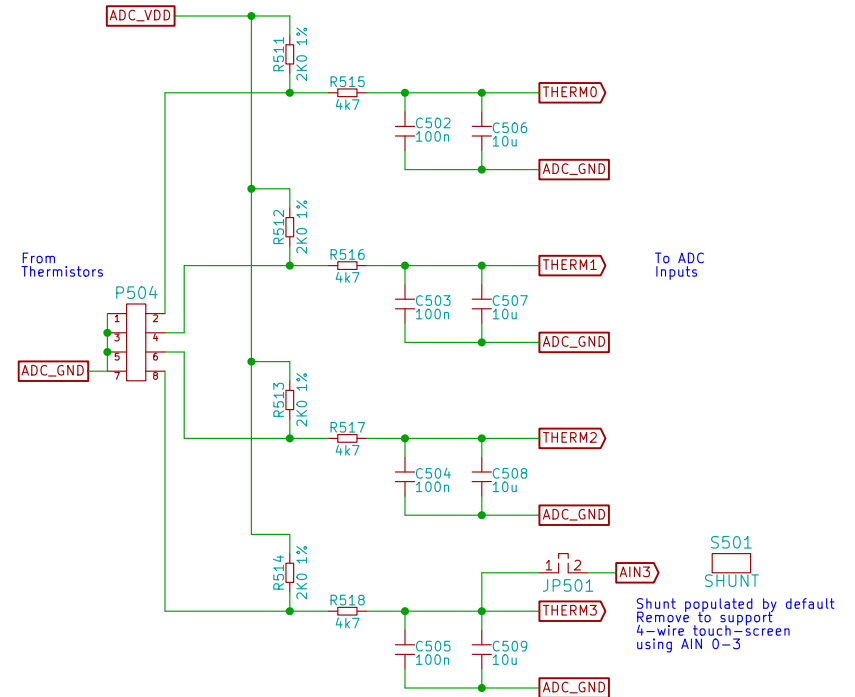 ADC_VDD
R511
2K0 1%
R515
4k7
THERM0
C502
100n
C506
10u
ADC_GND
R512
2K0 1%
From
Thermistors
R516
4k7
THERM1
To ADC
Inputs
P504
1
2
3
4
5
6
7
8
C503
100n
C507
10u
ADC_GND
ADC_GND
R513
2K0 1%
R517
4k7
THERM2
C504
100n
C508
10u
ADC_GND
R514
2K0 1%
1
2
JP501
AIN3
S501
SHUNT
R518
4k7
THERM3
Shunt populated by default
Remove to support
4-wire touch-screen
using AIN 0-3
C505
100n
C509
10u
ADC_GND